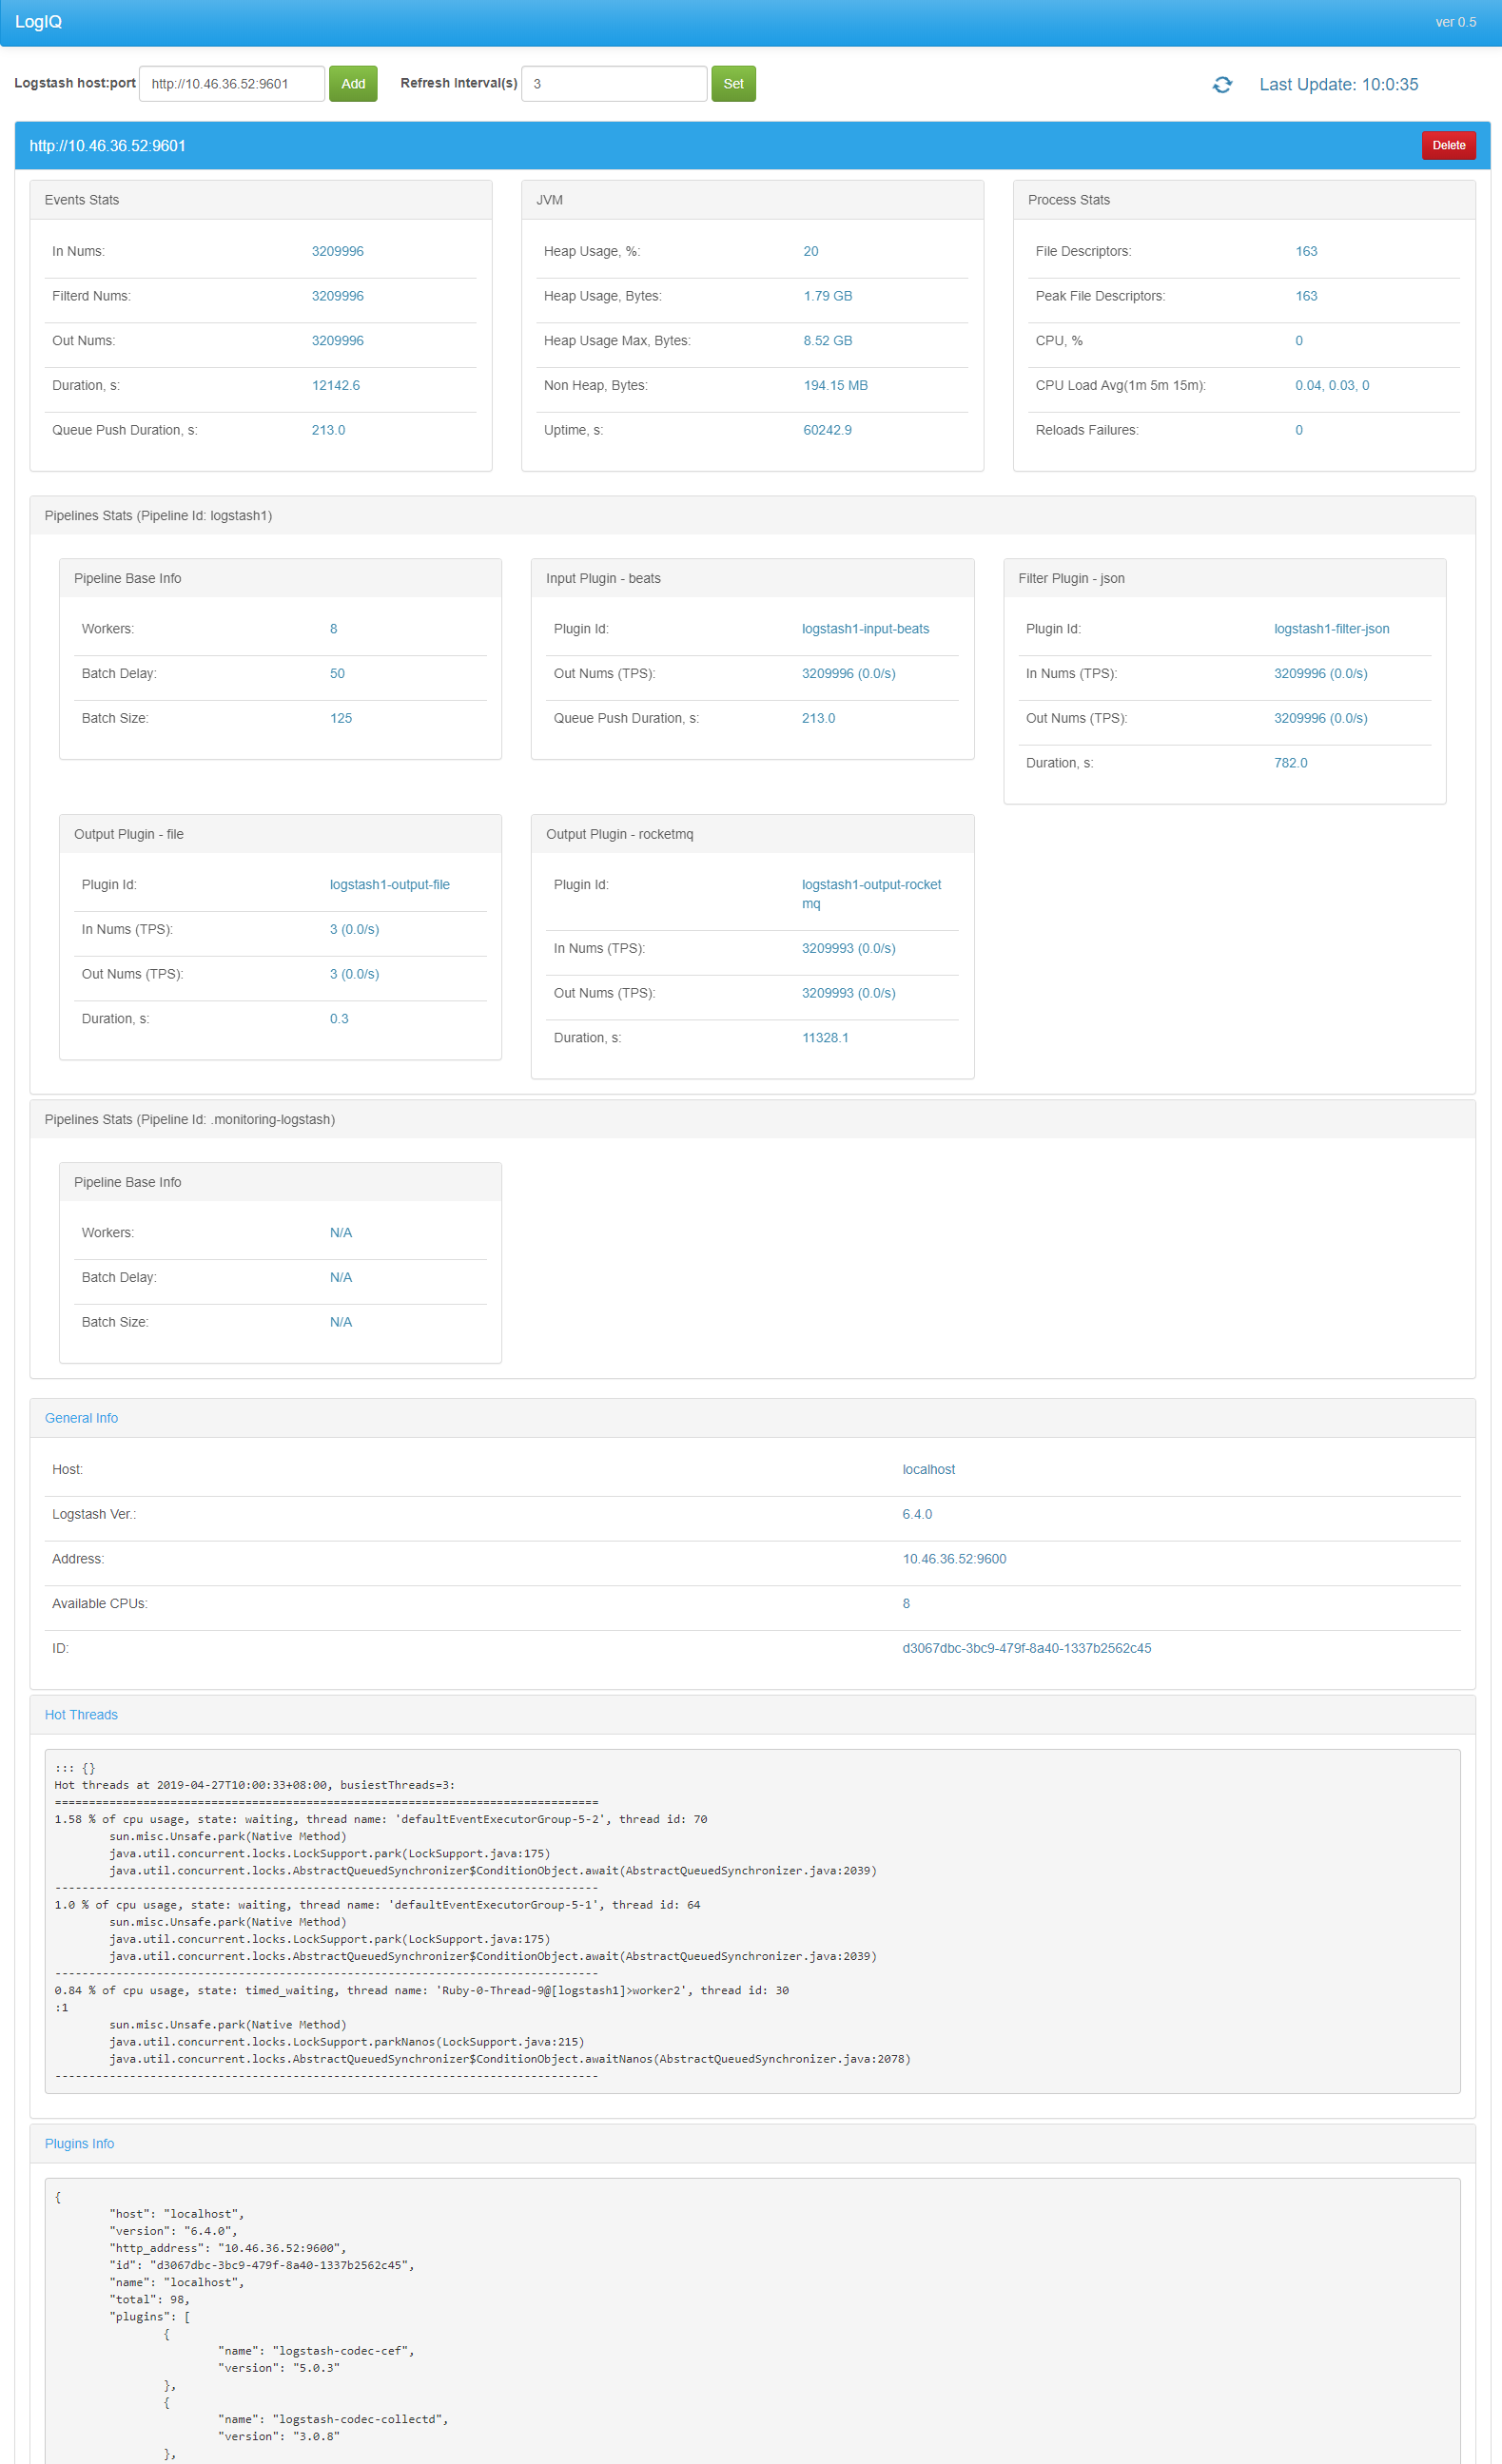 LogIQ ver 0.5
Logstash host:port http://10.46.36.52:9601 Add Refresh Interval(s) 3 Set Last Update: 10:0:35
http://10.46.36.52:9601 Delete
Events Stats
In Nums: 3209996
Filterd Nums: 3209996
Out Nums: 3209996
Duration, s: 12142.6
Queue Push Duration, s: 213.0
JVM
Heap Usage, %: 20
Heap Usage, Bytes: 1.79 GB
Heap Usage Max, Bytes: 8.52 GB
Non Heap, Bytes: 194.15 MB
Uptime, s: 60242.9
Process Stats
File Descriptors: 163
Peak File Descriptors: 163
CPU, % 0
CPU Load Avg(1m 5m 15m): 0.04, 0.03, 0
Reloads Failures: 0
Pipelines Stats (Pipeline Id: logstash1)
Pipeline Base Info
Workers: 8
Batch Delay: 50
Batch Size: 125
Input Plugin - beats
Plugin Id: logstash1-input-beats
Out Nums (TPS): 3209996 (0.0/s)
Queue Push Duration, s: 213.0
Filter Plugin - json
Plugin Id: logstash1-filter-json
In Nums (TPS): 3209996 (0.0/s)
Out Nums (TPS): 3209996 (0.0/s)
Duration, s: 782.0
Output Plugin - file
Plugin Id: logstash1-output-file
In Nums (TPS): 3 (0.0/s)
Out Nums (TPS): 3 (0.0/s)
Duration, s: 0.3
Output Plugin - rocketmq
Plugin Id: logstash1-output-rocket
mq
In Nums (TPS): 3209993 (0.0/s)
Out Nums (TPS): 3209993 (0.0/s)
Duration, s: 11328.1
Pipelines Stats (Pipeline Id: .monitoring-logstash)
Pipeline Base Info
Workers: N/A
Batch Delay: N/A
Batch Size: N/A
General Info
Host: localhost
Logstash Ver.: 6.4.0
Address: 10.46.36.52:9600
Available CPUs: 8
ID: d3067dbc-3bc9-479f-8a40-1337b2562c45
Hot Threads
::: {}
Hot threads at 2019-04-27T10:00:33+08:00, busiestThreads=3:
================================================================================
1.58 % of cpu usage, state: waiting, thread name: 'defaultEventExecutorGroup-5-2', thread id: 70
sun.misc.Unsafe.park(Native Method)
java.util.concurrent.locks.LockSupport.park(LockSupport.java:175)
java.util.concurrent.locks.AbstractQueuedSynchronizer$ConditionObject.await(AbstractQueuedSynchronizer.java:2039)
--------------------------------------------------------------------------------
1.0 % of cpu usage, state: waiting, thread name: 'defaultEventExecutorGroup-5-1', thread id: 64
sun.misc.Unsafe.park(Native Method)
java.util.concurrent.locks.LockSupport.park(LockSupport.java:175)
java.util.concurrent.locks.AbstractQueuedSynchronizer$ConditionObject.await(AbstractQueuedSynchronizer.java:2039)
--------------------------------------------------------------------------------
0.84 % of cpu usage, state: timed_waiting, thread name: 'Ruby-0-Thread-9@[logstash1]>worker2', thread id: 30
:1
sun.misc.Unsafe.park(Native Method)
java.util.concurrent.locks.LockSupport.parkNanos(LockSupport.java:215)
java.util.concurrent.locks.AbstractQueuedSynchronizer$ConditionObject.awaitNanos(AbstractQueuedSynchronizer.java:2078)
--------------------------------------------------------------------------------
Plugins Info
{
"host": "localhost",
"version": "6.4.0",
"http_address": "10.46.36.52:9600",
"id": "d3067dbc-3bc9-479f-8a40-1337b2562c45",
"name": "localhost",
"total": 98,
"plugins": [
{
"name": "logstash-codec-cef",
"version": "5.0.3"
},
{
"name": "logstash-codec-collectd",
"version": "3.0.8"
},